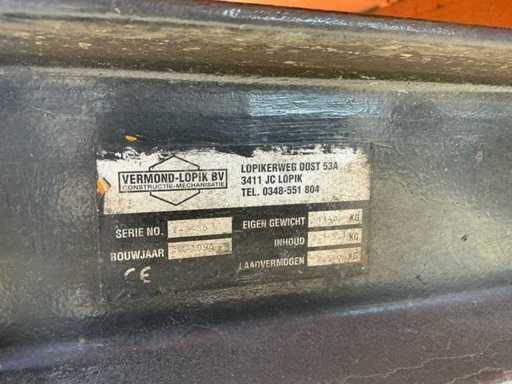 VERMOND-LOPIK BV
CONSTRUCTIE-MECHANISATIE
LOPIKERWEG OOST 53A
3411 JC LOPIK
TEL. 0348-551 804
SERIE NO.
BOUWJAAR
CE
EIGEN GEWICHT KG
INHOUD KG
LAADVERMOGEN KG